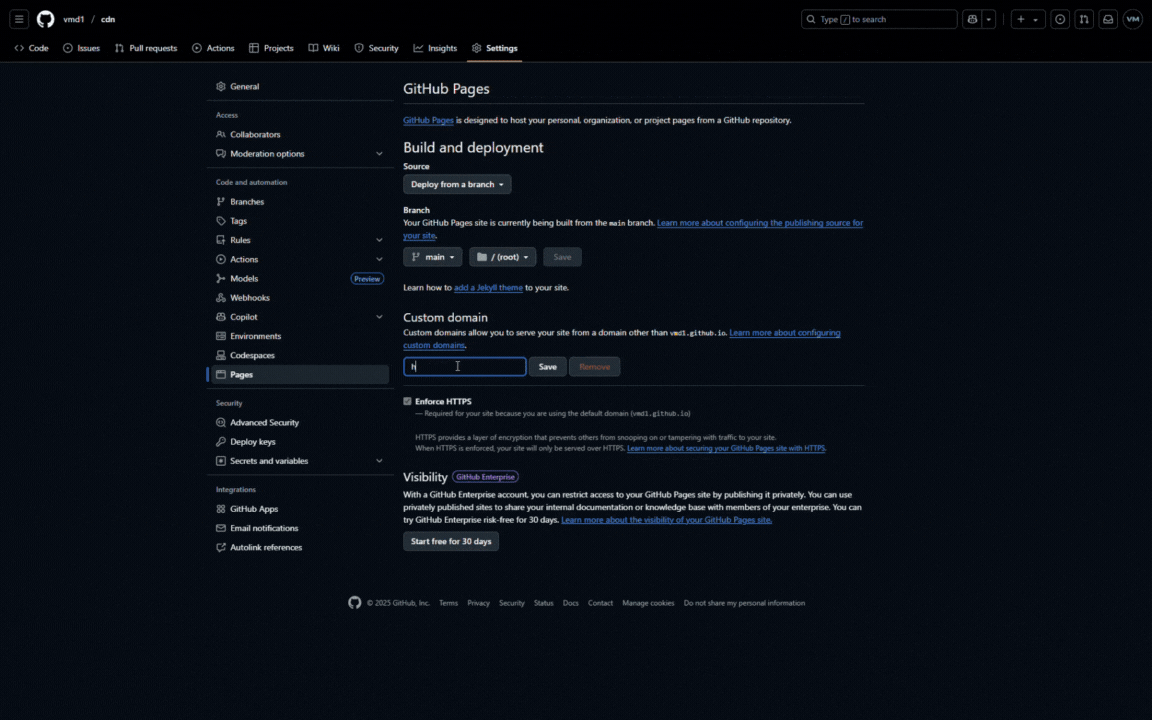 vmd1 / cdn
Type / to search
VM
Code
Issues
Pull requests
Actions
Projects
Wiki
Security
Insights
Settings
General
Access
Collaborators
Moderation options
Code and automation
Branches
Tags
Rules
Actions
Models Preview
Webhooks
Copilot
Environments
Codespaces
Pages
Security
Advanced Security
Deploy keys
Secrets and variables
Integrations
GitHub Apps
Email notifications
Autolink references
GitHub Pages
GitHub Pages is designed to host your personal, organization, or project pages from a GitHub repository.
Build and deployment
Source
Deploy from a branch
Branch
Your GitHub Pages site is currently being built from the main branch. Learn more about configuring the publishing source for
your site.
main
/ (root)
Save
Learn how to add a Jekyll theme to your site.
Custom domain
Custom domains allow you to serve your site from a domain other than vmd1.github.io. Learn more about configuring
custom domains.
h
Save
Remove
Enforce HTTPS
— Required for your site because you are using the default domain (vmd1.github.io)
HTTPS provides a layer of encryption that prevents others from snooping on or tampering with traffic to your site.
When HTTPS is enforced, your site will only be served over HTTPS. Learn more about securing your GitHub Pages site with HTTPS.
Visibility GitHub Enterprise
With a GitHub Enterprise account, you can restrict access to your GitHub Pages site by publishing it privately. You can use
privately published sites to share your internal documentation or knowledge base with members of your enterprise. You can
try GitHub Enterprise risk-free for 30 days. Learn more about the visibility of your GitHub Pages site.
Start free for 30 days
© 2025 GitHub, Inc. Terms Privacy Security Status Docs Contact Manage cookies Do not share my personal information